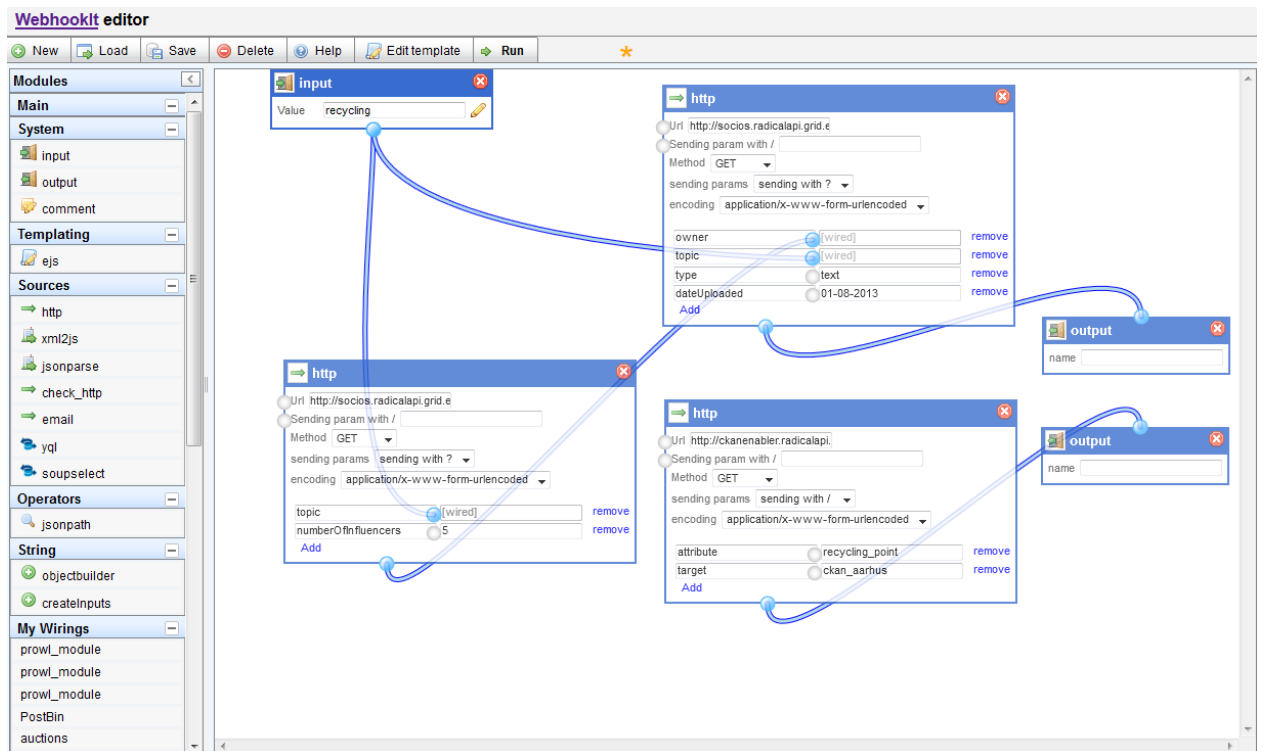 WebhookIt editor
New Load Save Delete Help Edit template Run *
Modules
Main
System
input
output
comment
Templating
ejs
Sources
http
xml2js
jsonparse
check_http
email
yql
soupselect
Operators
jsonpath
String
objectbuilder
createInputs
My Wirings
prowl_module
prowl_module
prowl_module
PostBin
auctions
input
Value recycling
http
Url http://socios.radicalapi.grid.e
Sending param with /
Method GET
sending params sending with ?
encoding application/x-www-form-urlencoded
owner [wired] remove
topic [wired] remove
type text remove
dateUploaded 01-08-2013 remove
Add
output
name
http
Url http://socios.radicalapi.grid.e
Sending param with /
Method GET
sending params sending with ?
encoding application/x-www-form-urlencoded
topic [wired] remove
numberOfInfluencers 5 remove
Add
http
Url http://ckanenabler.radicalapi.
Sending param with /
Method GET
sending params sending with /
encoding application/x-www-form-urlencoded
attribute recycling_point remove
target ckan_aarhus remove
Add
output
name